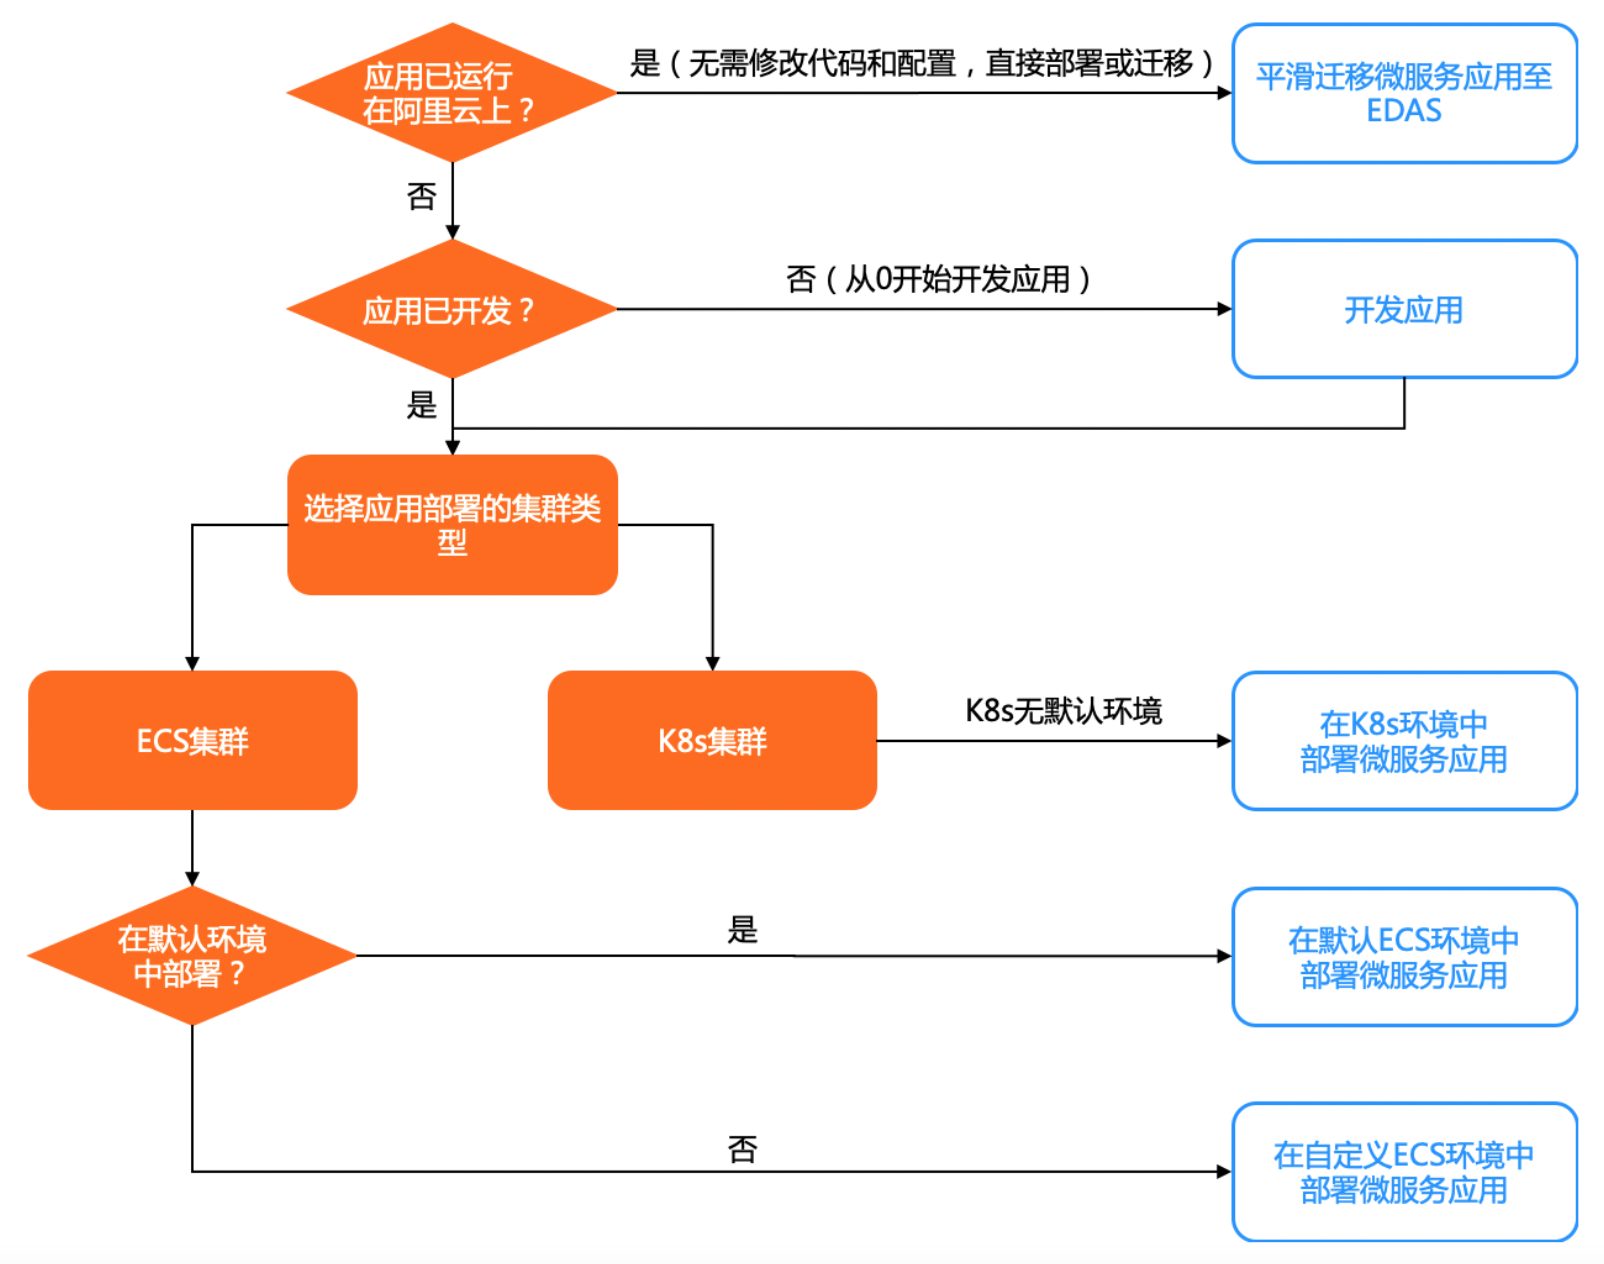 应用已运行
在阿里云上？
是（无需修改代码和配置，直接部署或迁移）
平滑迁移微服务应用至
EDAS
否
应用已开发？
否（从0开始开发应用）
开发应用
是
选择应用部署的集群类
型
ECS集群
K8s集群
K8s无默认环境
在K8s环境中
部署微服务应用
在默认环境
中部署？
是
在默认ECS环境中
部署微服务应用
否
在自定义ECS环境中
部署微服务应用